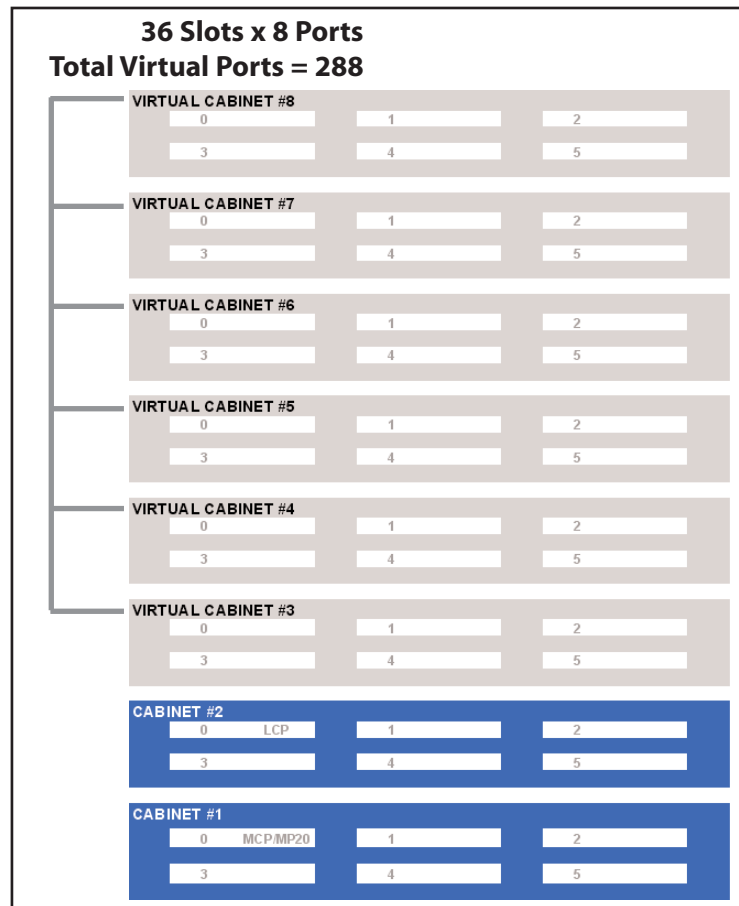 36 Slots x 8 Ports
Total Virtual Ports = 288
VIRTUAL CABINET #8
0 1 2
3 4 5
VIRTUAL CABINET #7
0 1 2
3 4 5
VIRTUAL CABINET #6
0 1 2
3 4 5
VIRTUAL CABINET #5
0 1 2
3 4 5
VIRTUAL CABINET #4
0 1 2
3 4 5
VIRTUAL CABINET #3
0 1 2
3 4 5
CABINET #2
0 LCP 1 2
3 4 5
CABINET #1
0 MCP/MP20 1 2
3 4 5